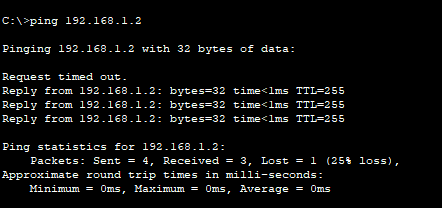 C:\>ping 192.168.1.2
Pinging 192.168.1.2 with 32 bytes of data:
Request timed out.
Reply from 192.168.1.2: bytes=32 time<1ms TTL=255
Reply from 192.168.1.2: bytes=32 time<1ms TTL=255
Reply from 192.168.1.2: bytes=32 time<1ms TTL=255
Ping statistics for 192.168.1.2:
    Packets: Sent = 4, Received = 3, Lost = 1 (25% loss),
Approximate round trip times in milli-seconds:
    Minimum = 0ms, Maximum = 0ms, Average = 0ms